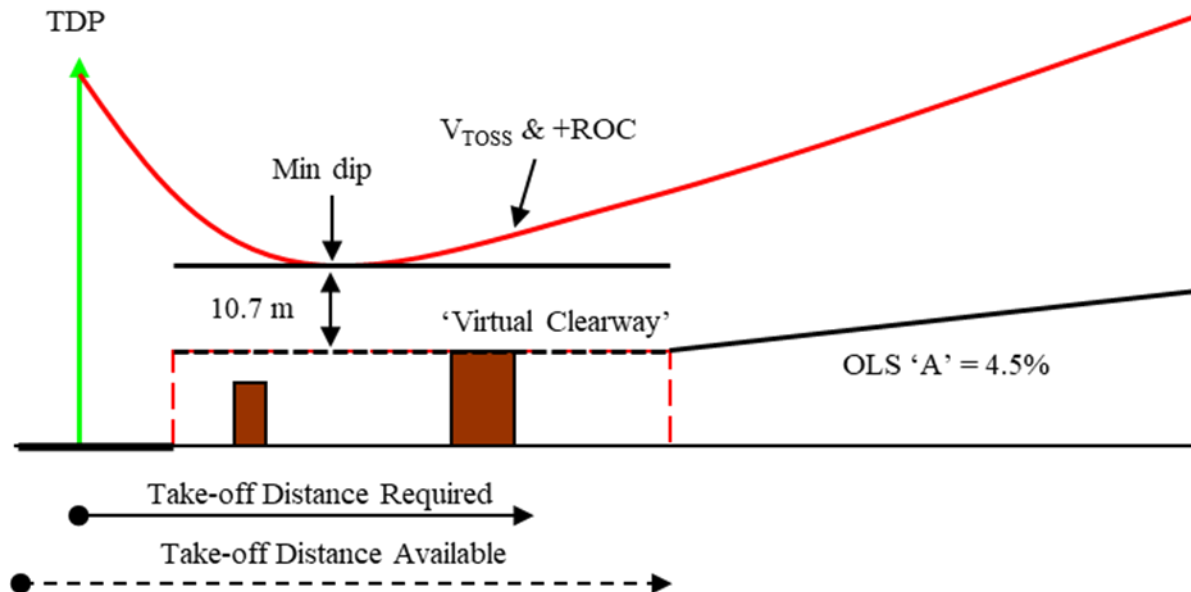 TDP
V_TOSS & +ROC
Min dip
10.7 m
‘Virtual Clearway’
OLS ‘A’ = 4.5%
Take-off Distance Required
Take-off Distance Available